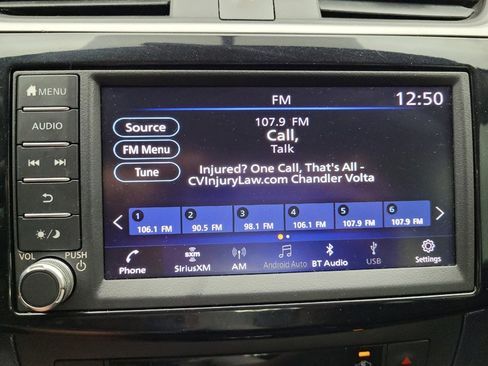 MENU
FM
12:50
AUDIO
Source
107.9 FM
Call,
FM Menu
Talk
Tune
Injured? One Call, That's All -
CVInjuryLaw.com Chandler Volta
1 2 3 4 5 6
106.1 FM 90.5 FM 98.1 FM 106.1 FM 107.9 FM 107.9 FM
VOL PUSH
sxm
Phone SiriusXM AM Android Auto BT Audio USB Settings